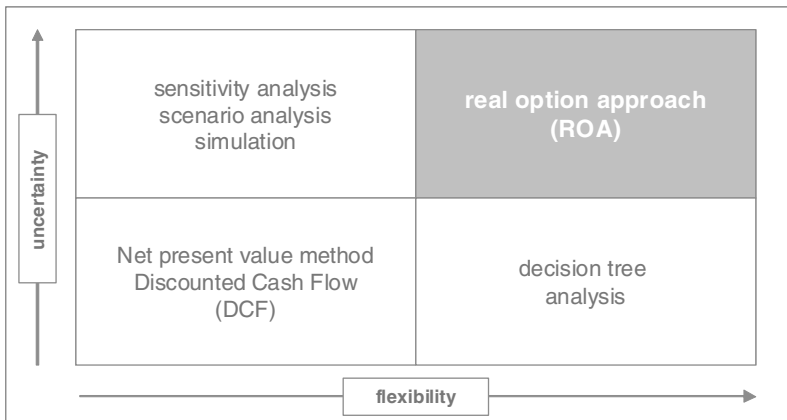 uncertainty
sensitivity analysis
scenario analysis
simulation
real option approach
(ROA)
Net present value method
Discounted Cash Flow
(DCF)
decision tree
analysis
flexibility